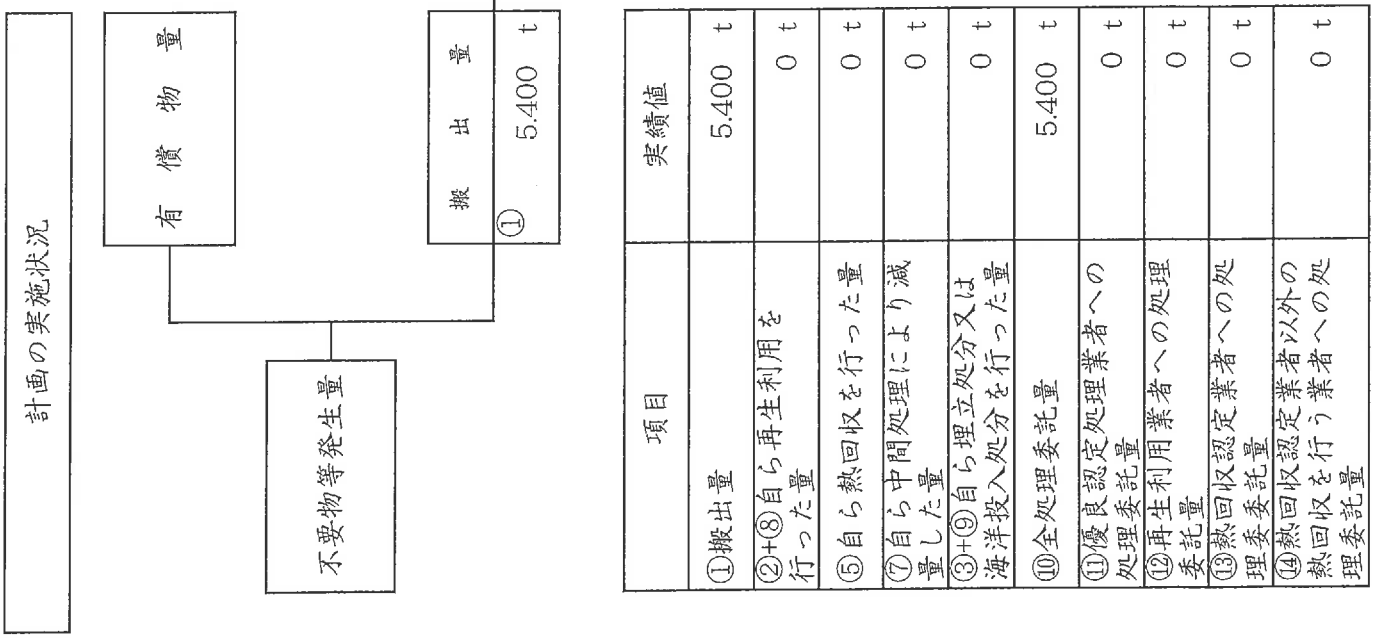 計画の実施状況
有償物量
不要物等発生量
搬出量
① 5.400 t
項目 実績値
①搬出量 5.400 t
②+⑧自ら再生利用を
行った量 0 t
⑤自ら熱回収を行った量 0 t
⑦自ら中間処理により減
量した量 0 t
③+⑨自ら埋立処分又は
海洋投入処分を行った量 0 t
⑩全処理委託量 5.400 t
⑪優良認定処理業者への
処理委託量 0 t
⑫再生利用業者への処理
委託量 0 t
⑬熱回収認定業者への処
理委託量 0 t
⑭熱回収認定業者以外の
熱回収を行う業者への処
理委託量 0 t